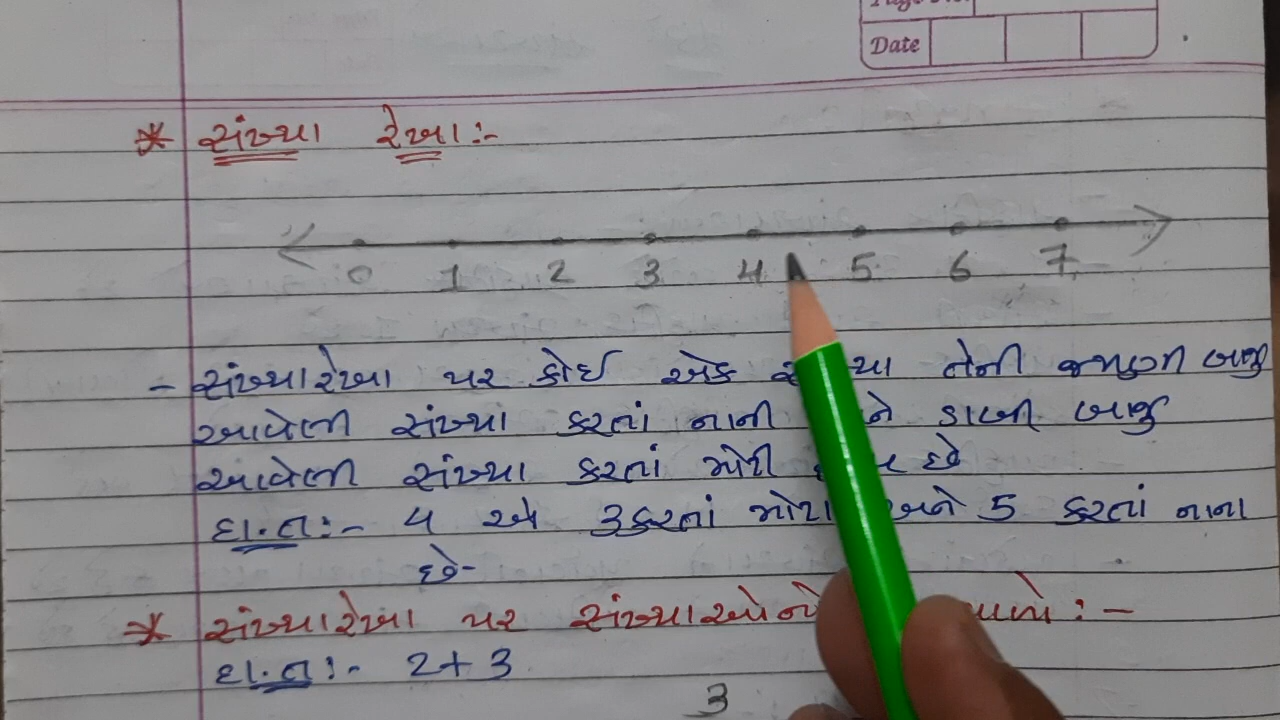 Date
* સંખ્યા રેખા :-
0 1 2 3 4 5 6 7
- સંખ્યારેખા પર કોઈ એક તેની જમણી બાજુ
આવેલી સંખ્યા કરતાં નાની ડાબી બાજુ
આવેલી સંખ્યા કરતાં મોટી છે
દા.ત :- 4 એ 3 કરતાં મોટા અને 5 કરતાં નાના
છે-
* સંખ્યારેખા પર સંખ્યાઓનો :-
દા.ત :- 2 + 3
3